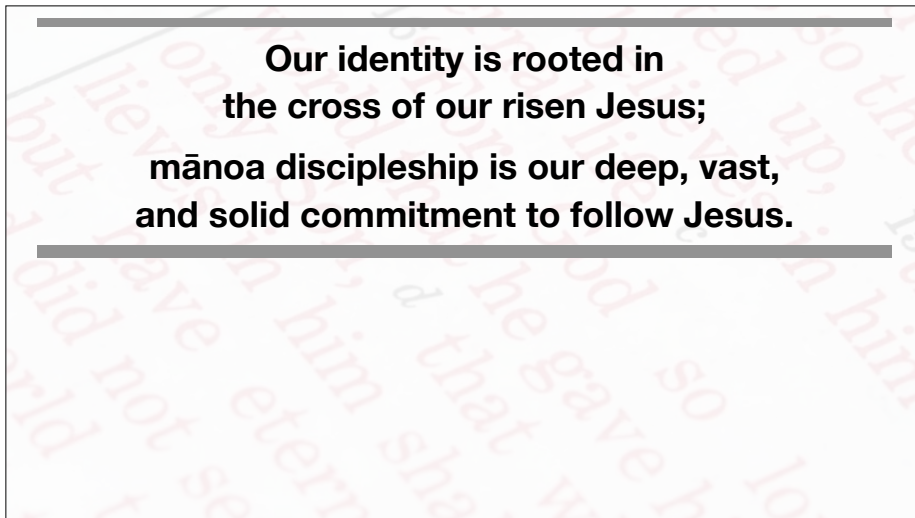 Our identity is rooted in
the cross of our risen Jesus;
mānoa discipleship is our deep, vast,
and solid commitment to follow Jesus.